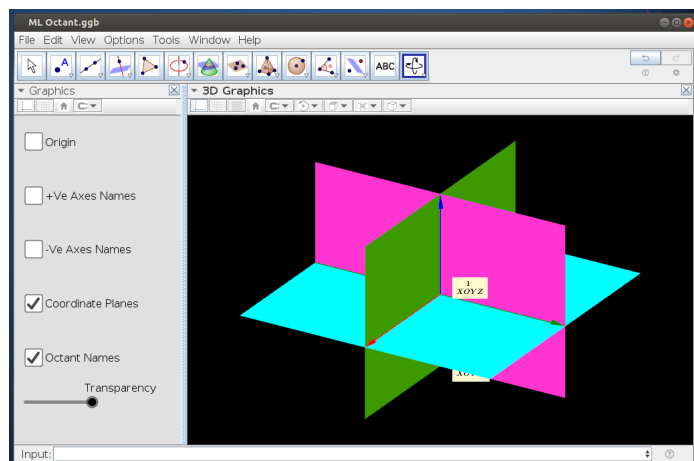 ML Octant.ggb
File Edit View Options Tools Window Help
ABC
Graphics
3D Graphics
Origin
+Ve Axes Names
-Ve Axes Names
Coordinate Planes
Octant Names
Transparency
1
XOYZ
Input: